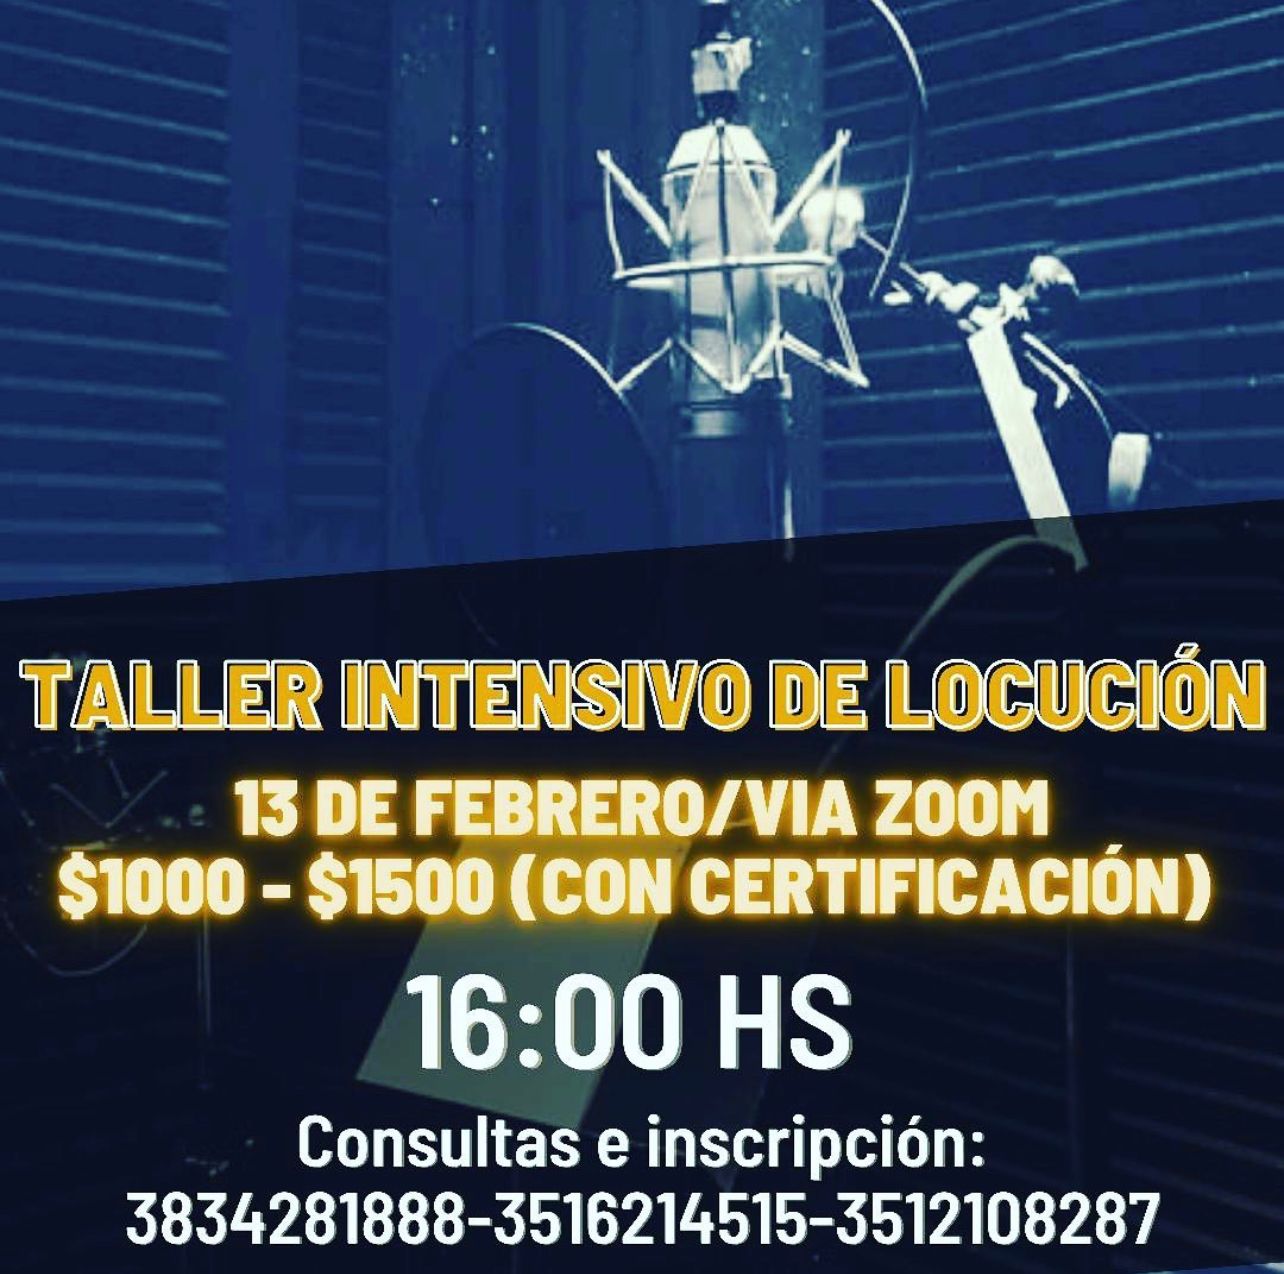 TALLER INTENSIVO DE LOCUCIÓN
13 DE FEBRERO/VIA ZOOM
$1000 - $1500 (CON CERTIFICACIÓN)
16:00 HS
Consultas e inscripción:
3834281888-3516214515-3512108287